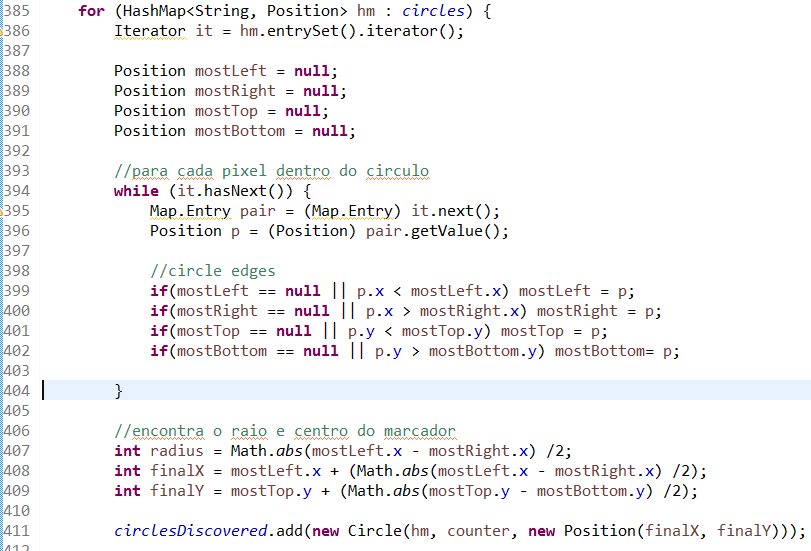 385 for (HashMap<String, Position> hm : circles) {
386 Iterator it = hm.entrySet().iterator();
387
388 Position mostLeft = null;
389 Position mostRight = null;
390 Position mostTop = null;
391 Position mostBottom = null;
392
393 //para cada pixel dentro do circulo
394 while (it.hasNext()) {
395 Map.Entry pair = (Map.Entry) it.next();
396 Position p = (Position) pair.getValue();
397
398 //circle edges
399 if(mostLeft == null || p.x < mostLeft.x) mostLeft = p;
400 if(mostRight == null || p.x > mostRight.x) mostRight = p;
401 if(mostTop == null || p.y < mostTop.y) mostTop = p;
402 if(mostBottom == null || p.y > mostBottom.y) mostBottom= p;
403
404 }
405
406 //encontra o raio e centro do marcador
407 int radius = Math.abs(mostLeft.x - mostRight.x) /2;
408 int finalX = mostLeft.x + (Math.abs(mostLeft.x - mostRight.x) /2);
409 int finalY = mostTop.y + (Math.abs(mostTop.y - mostBottom.y) /2);
410
411 circlesDiscovered.add(new Circle(hm, counter, new Position(finalX, finalY)));
412